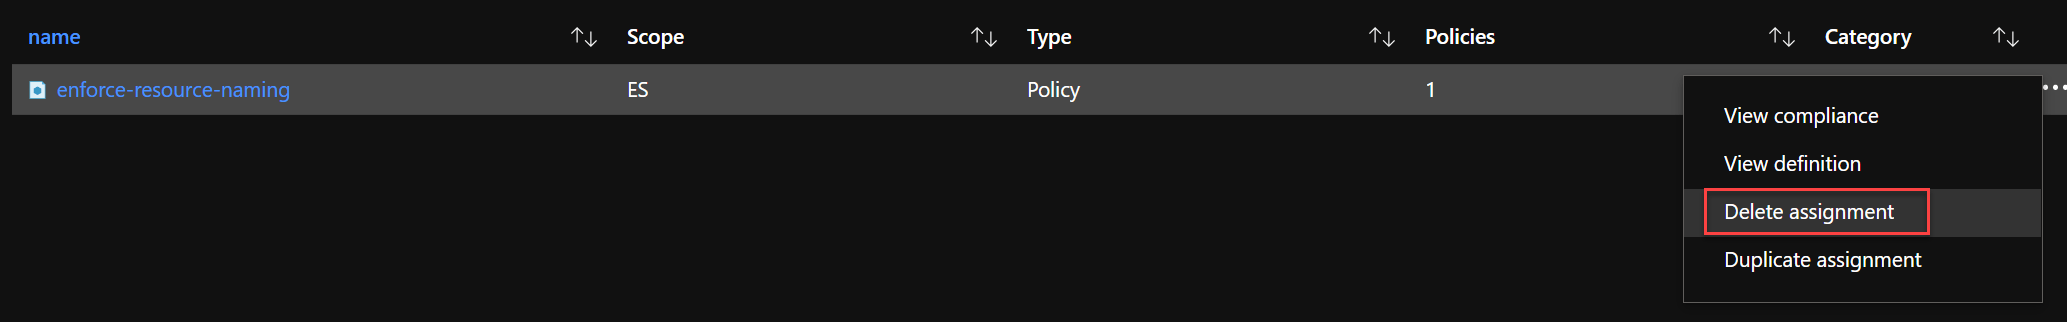 name Scope Type Policies Category
enforce-resource-naming ES Policy 1
View compliance
View definition
Delete assignment
Duplicate assignment